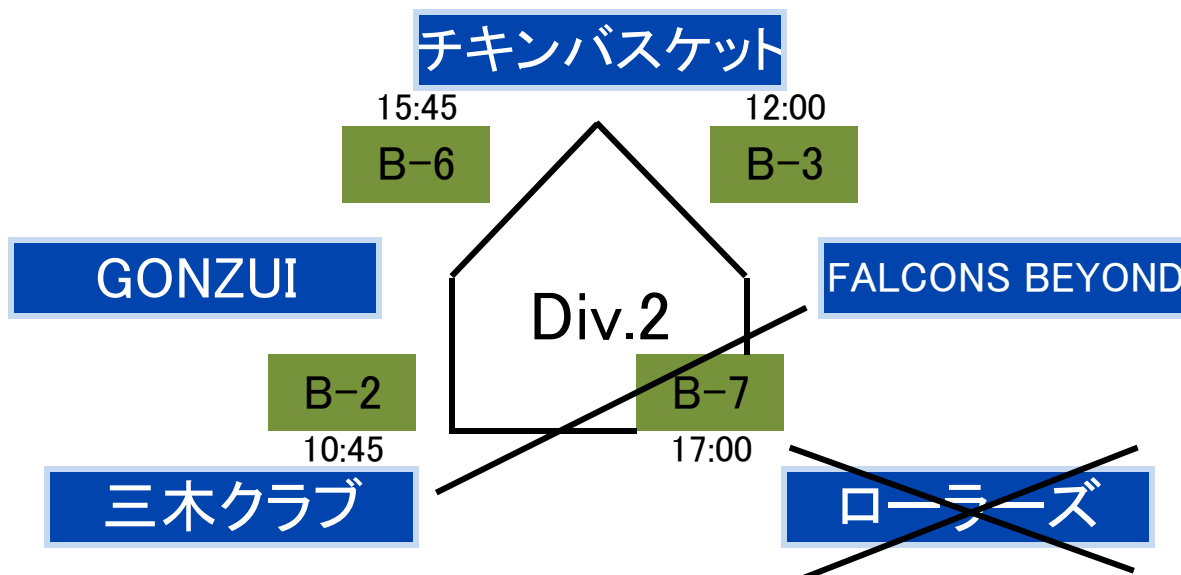 チキンバスケット
15:45
12:00
B-6
B-3
GONZUI
FALCONS BEYOND
Div.2
B-2
B-7
10:45
17:00
三木クラブ
ローラーズ